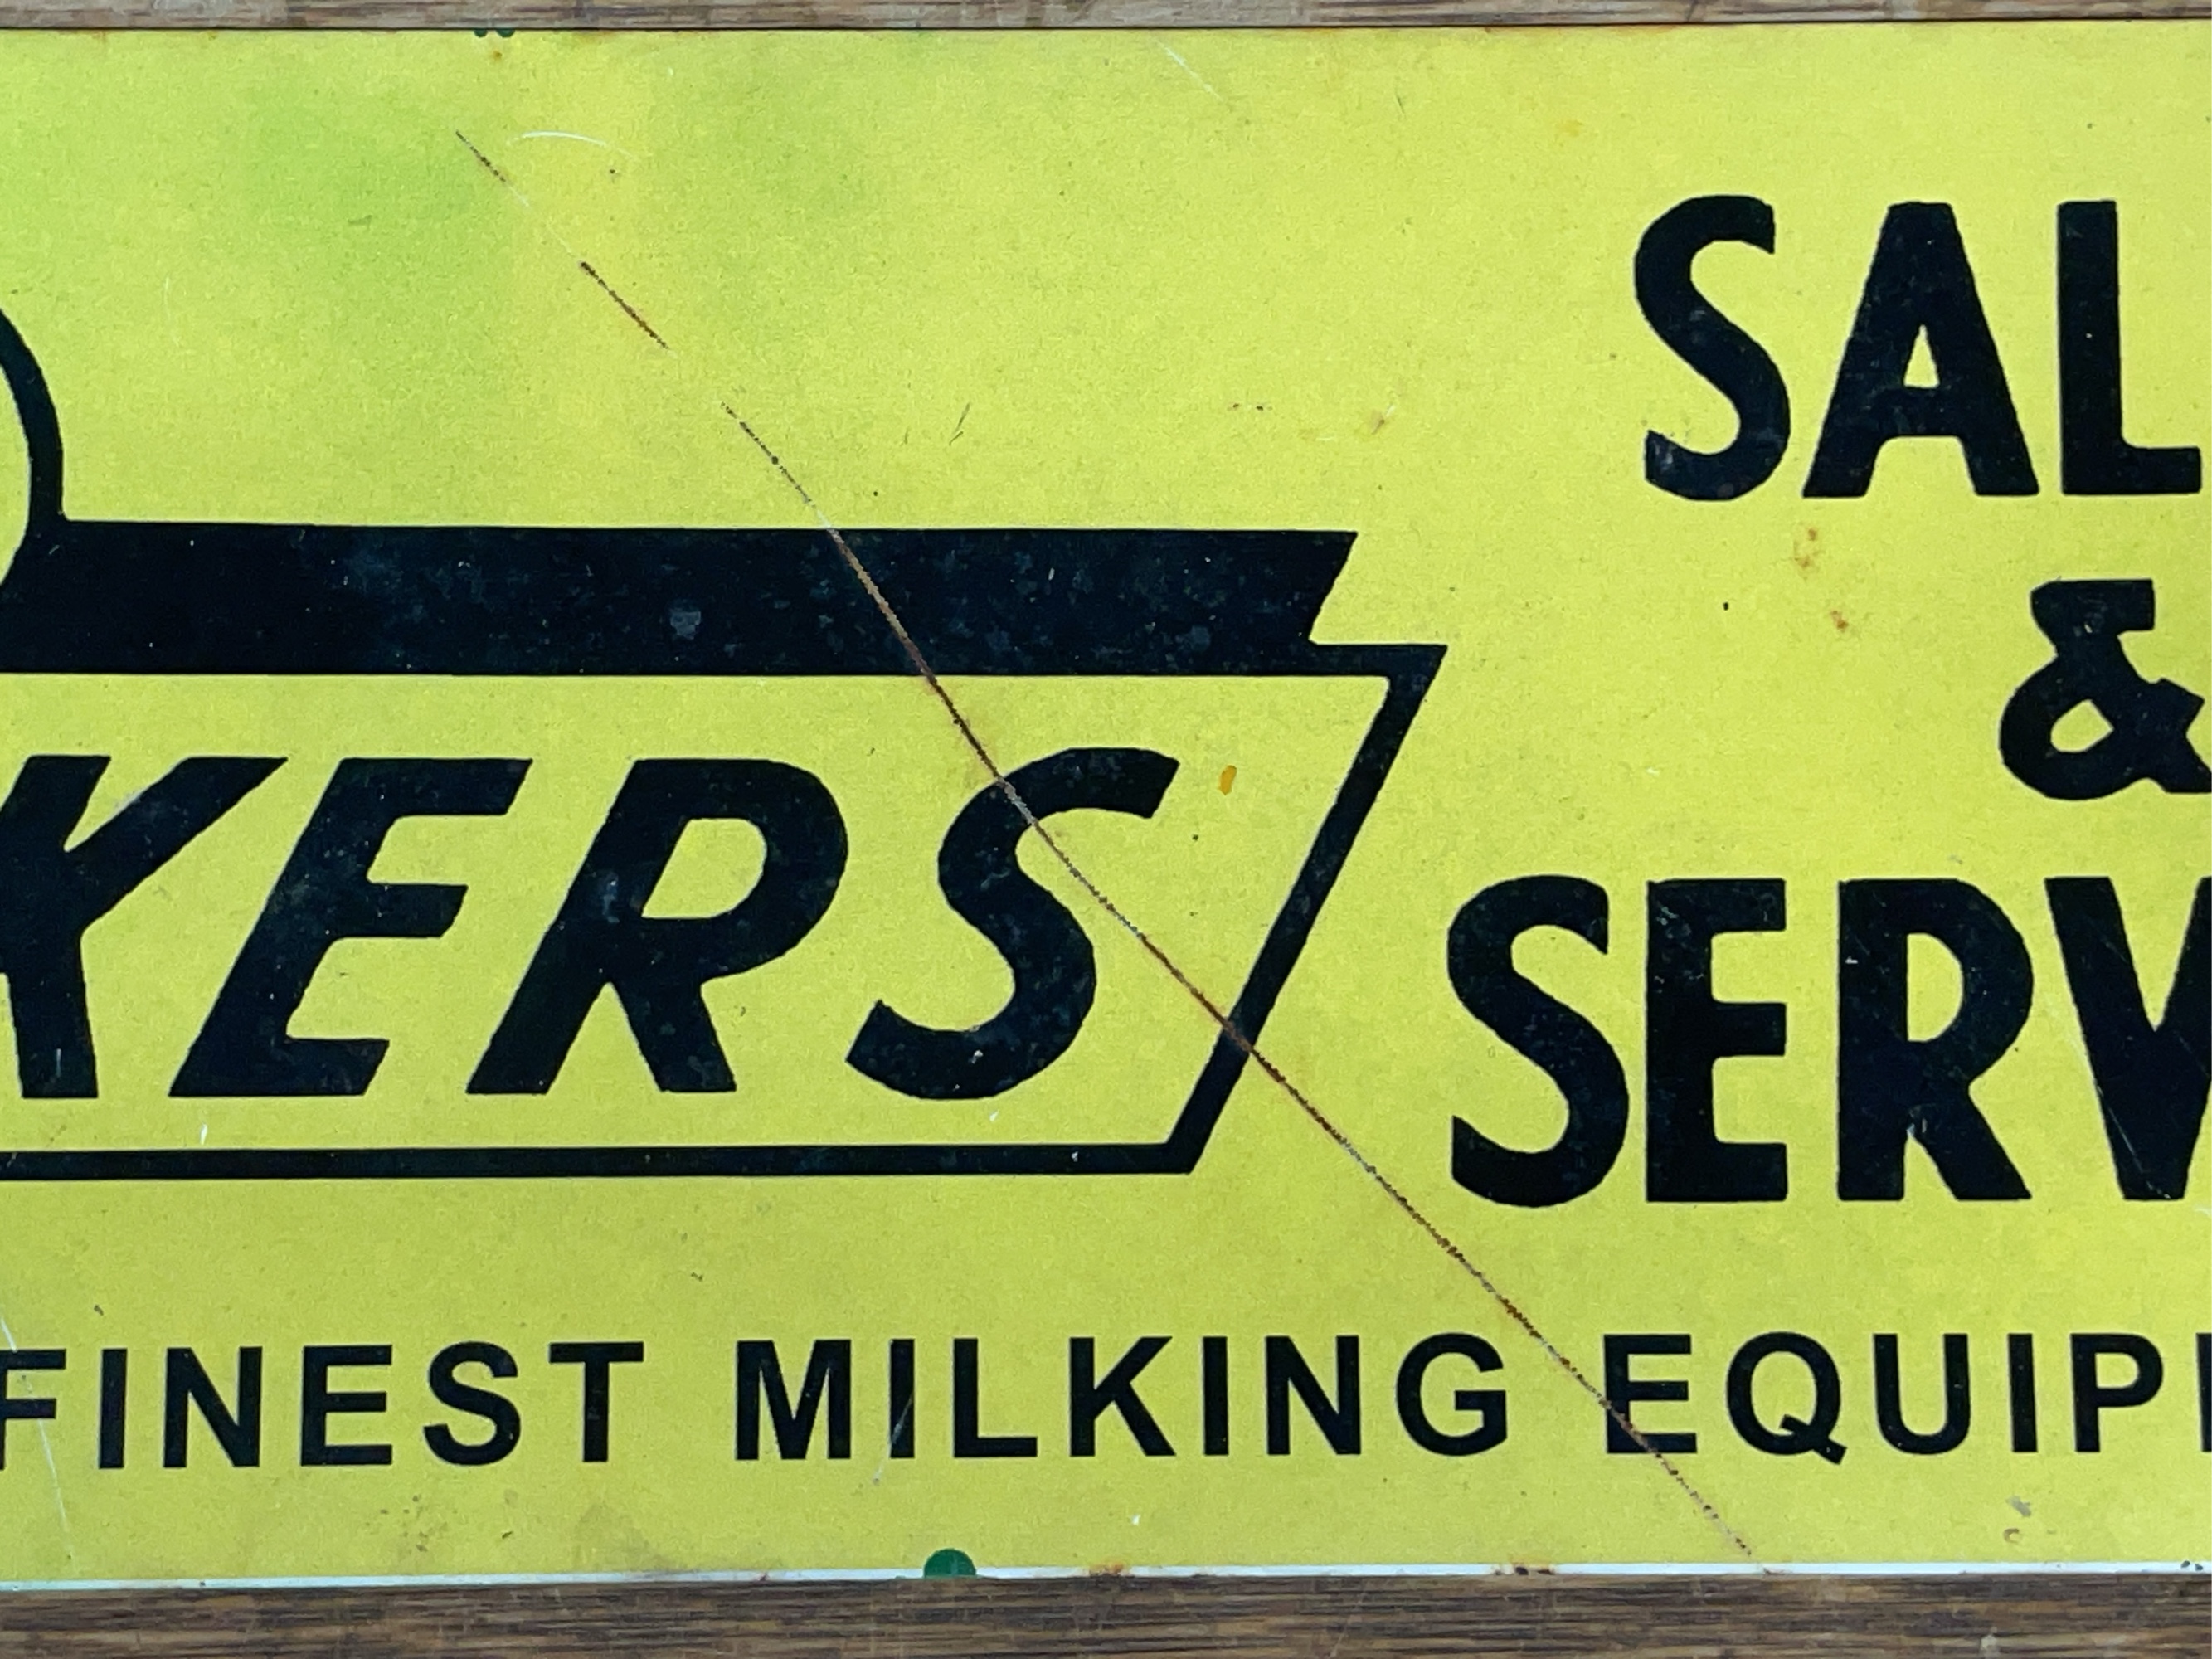 SAL
&
KERS
SERV
FINEST MILKING EQUIP